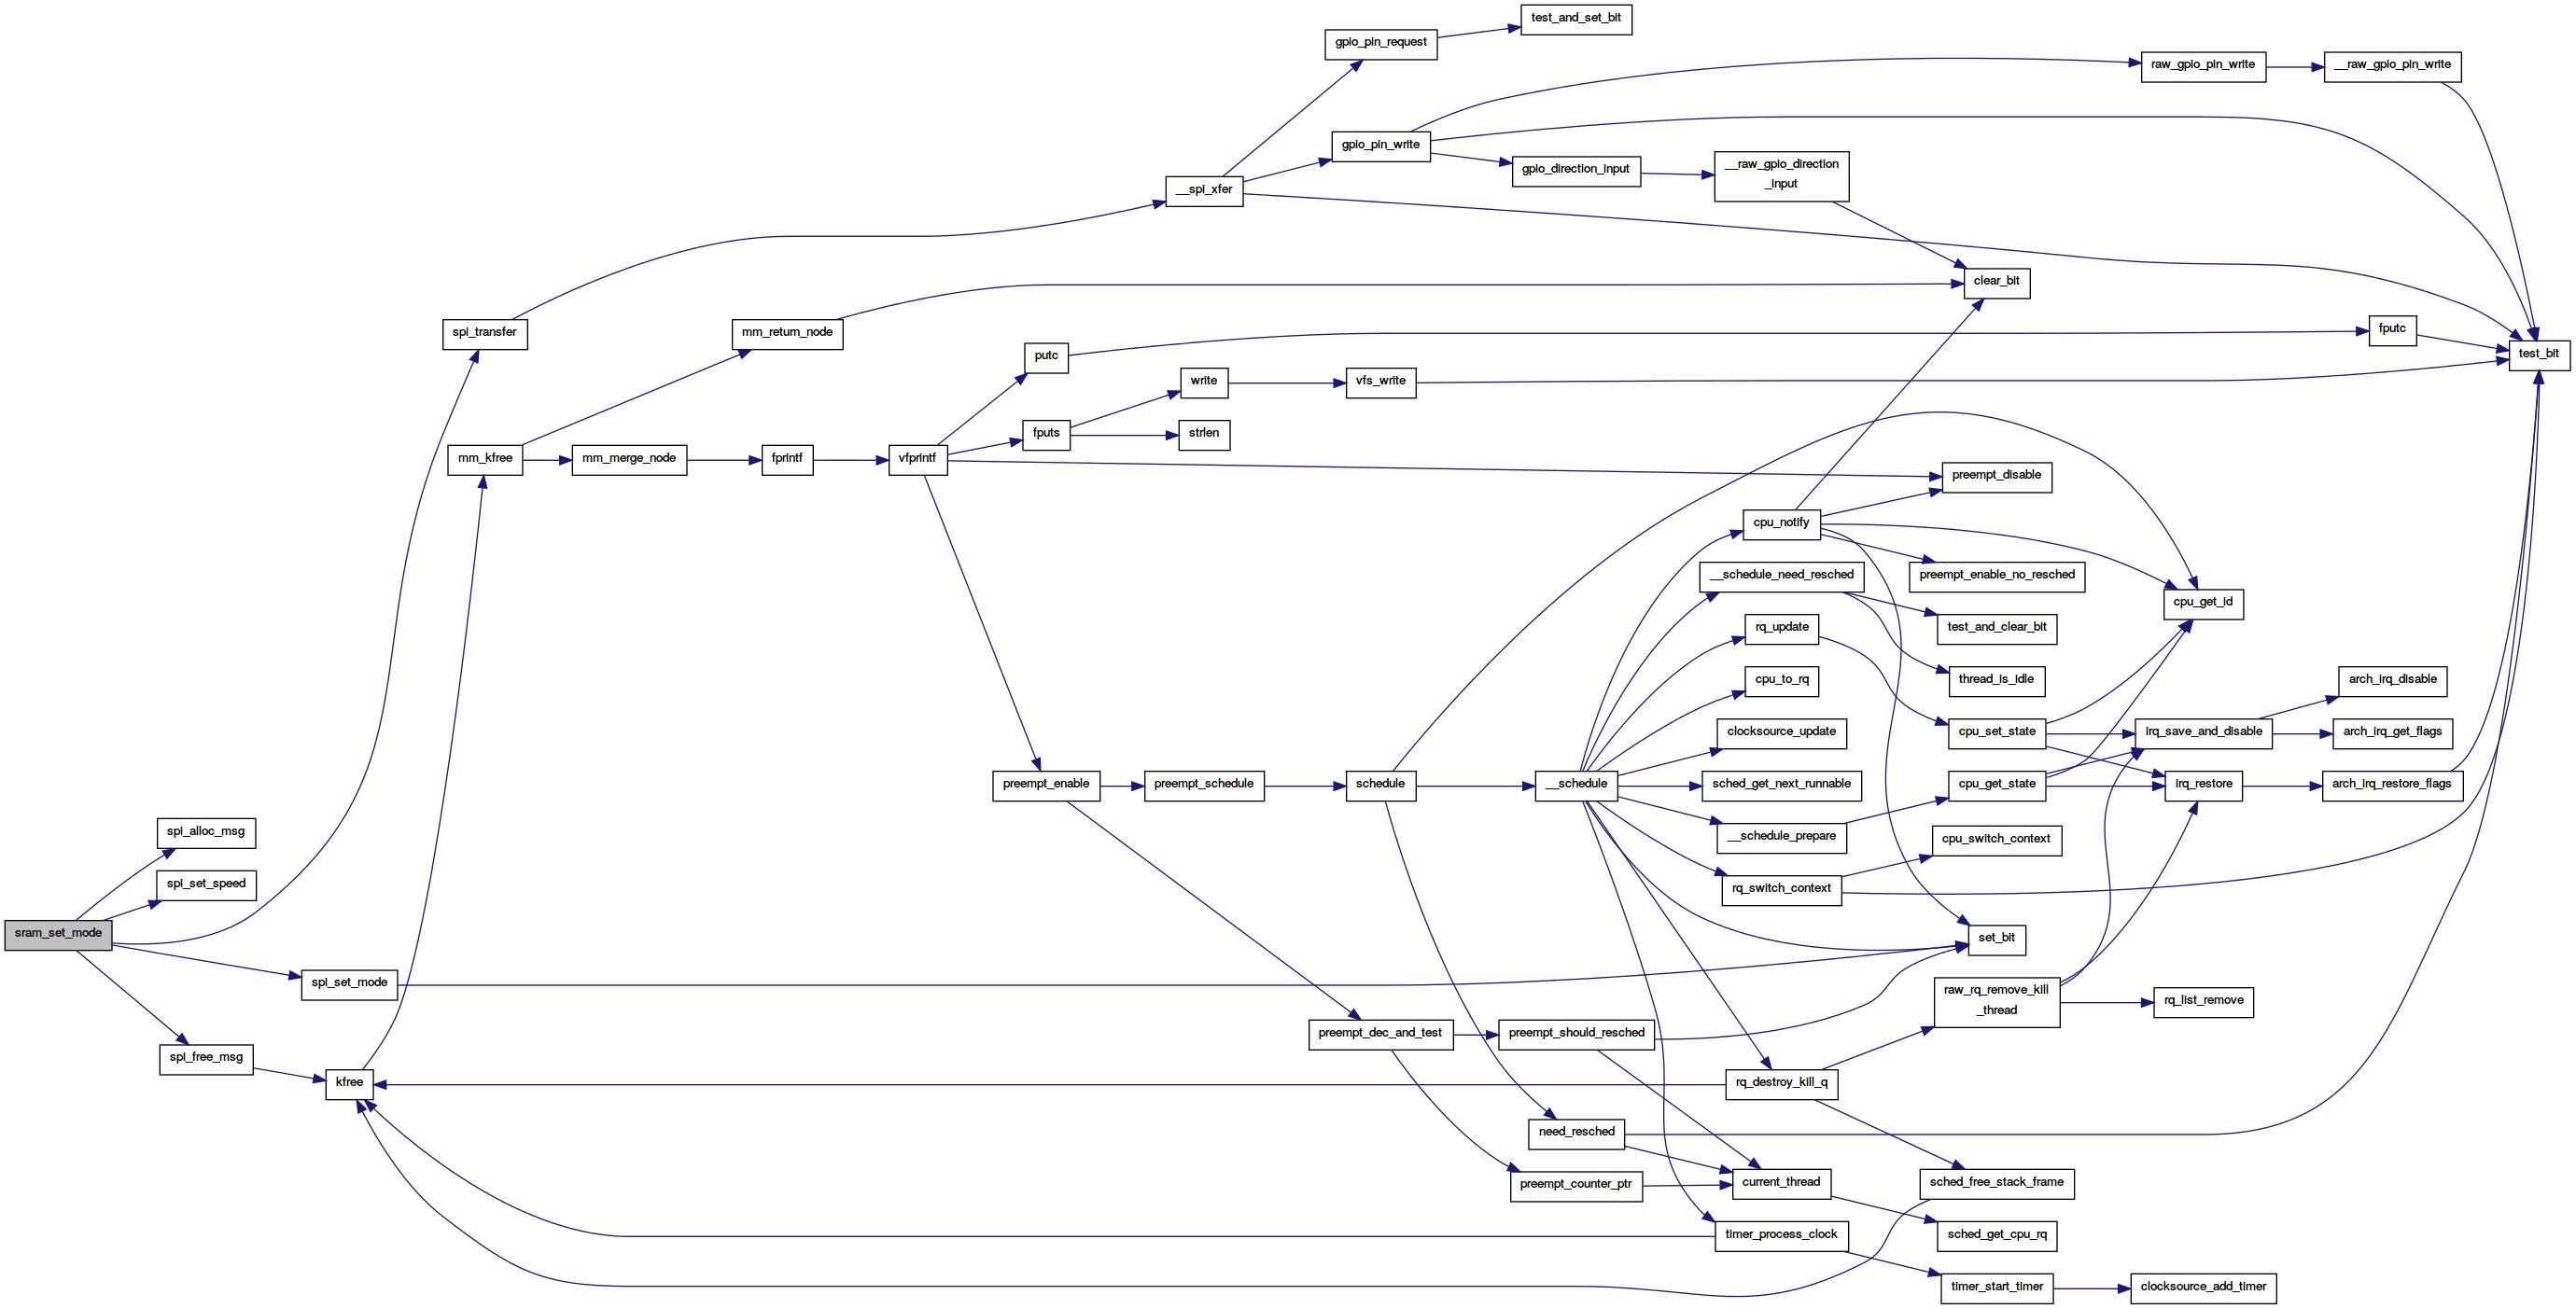 test_and_set_bit
gpio_pin_request
raw_gpio_pin_write
__raw_gpio_pin_write
gpio_pin_write
gpio_direction_input
__raw_gpio_direction
_input
__spi_xfer
clear_bit
spi_transfer
mm_return_node
putc
fputc
test_bit
write
vfs_write
fputs
strlen
mm_kfree
mm_merge_node
fprintf
vfprintf
preempt_disable
cpu_notify
__schedule_need_resched
preempt_enable_no_resched
cpu_get_id
rq_update
test_and_clear_bit
cpu_to_rq
thread_is_idle
arch_irq_disable
clocksource_update
cpu_set_state
irq_save_and_disable
arch_irq_get_flags
preempt_enable
preempt_schedule
schedule
__schedule
sched_get_next_runnable
cpu_get_state
irq_restore
arch_irq_restore_flags
spi_alloc_msg
__schedule_prepare
cpu_switch_context
spi_set_speed
rq_switch_context
sram_set_mode
set_bit
spi_set_mode
raw_rq_remove_kill
_thread
rq_list_remove
spi_free_msg
preempt_dec_and_test
preempt_should_resched
kfree
rq_destroy_kill_q
need_resched
preempt_counter_ptr
current_thread
sched_free_stack_frame
timer_process_clock
sched_get_cpu_rq
timer_start_timer
clocksource_add_timer